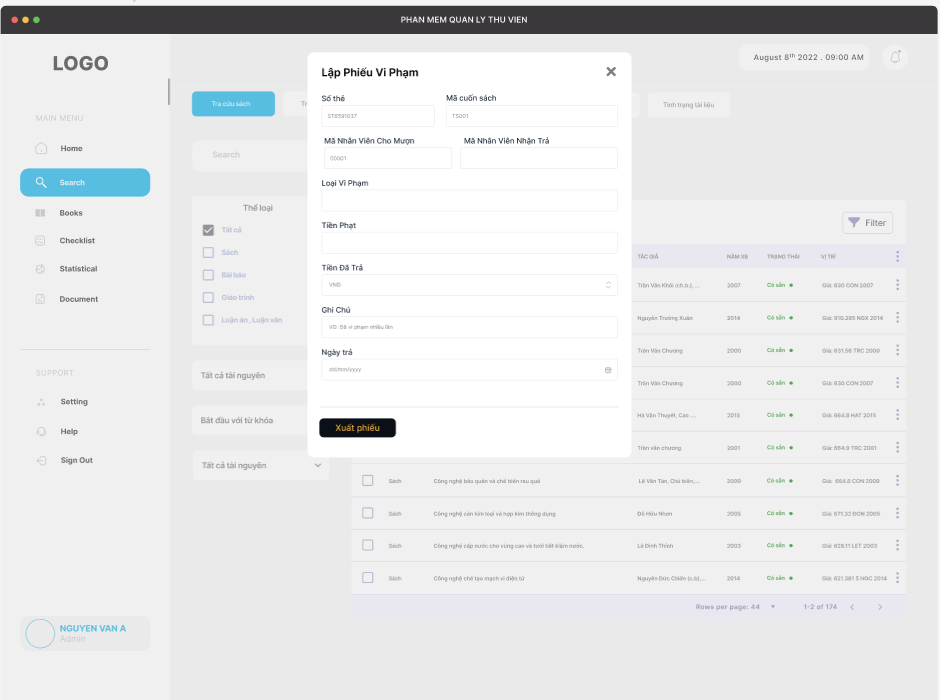 PHAN MEM QUAN LY THU VIEN
LOGO
August 8th 2022 . 09:00 AM
MAIN MENU
Home
Search
Books
Checklist
Statistical
Document
SUPPORT
Setting
Help
Sign Out
NGUYEN VAN A
Admin
Tra cứu sách
Tình trạng tài liệu
Search
Thể loại
Tất cả
Sách
Bài báo
Giáo trình
Luận án , Luận văn
Tất cả tài nguyên
Bắt đầu với từ khóa
Tất cả tài nguyên
Lập Phiếu Vi Phạm
Số thẻ
Mã cuốn sách
ST6581037
TS001
Mã Nhân Viên Cho Mượn
Mã Nhân Viên Nhận Trả
D0001
Loại Vi Phạm
Tiền Phạt
Tiền Đã Trả
VNĐ
Ghi Chú
VD: Đã vi phạm nhiều lần
Ngày trả
dd/mm/yyyy
Xuất phiếu
Filter
TÁC GIẢ NĂM XB TRẠNG THÁI VỊ TRÍ
Trần Văn Khôi (ch.b.), ... 2007 Có sẵn Giá: 630 CON 2007
Nguyễn Trường Xuân 2014 Có sẵn Giá: 910.285 NGX 2014
Trần Văn Chương 2000 Có sẵn Giá: 631.56 TRC 2000
Trần Văn Chương 2000 Có sẵn Giá: 630 CON 2007
Hà Văn Thuyết, Cao .... 2015 Có sẵn Giá: 664.8 HAT 2015
Trần văn chương 2001 Có sẵn Giá: 664.9 TRC 2001
Sách Công nghệ bảo quản và chế biến rau quả Lê Văn Tán, Chủ biên,... 2009 Có sẵn Giá: 664.8 CON 2009
Sách Công nghệ cán kim loại và hợp kim thông dụng Đỗ Hữu Nhơn 2005 Có sẵn Giá: 671.32 ĐON 2005
Sách Công nghệ cấp nước cho vùng cao và tưới tiết kiệm nước. Lê Đình Thỉnh 2003 Có sẵn Giá: 628.11 LET 2003
Sách Công nghệ chế tạo mạch vi điện tử Nguyễn Đức Chiến (c.b),... 2014 Có sẵn Giá: 621.381 5 NGC 2014
Rows per page: 44 1-2 of 174